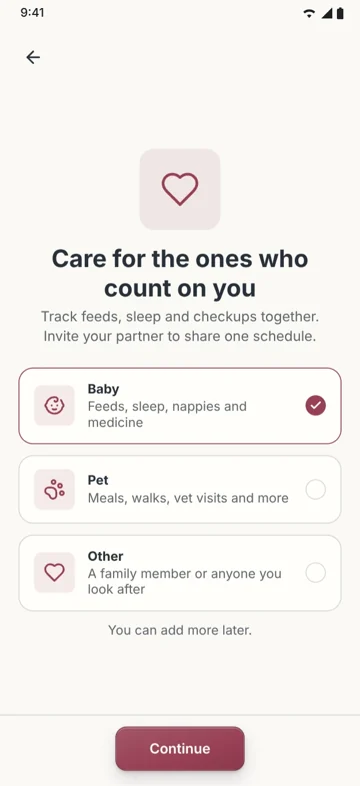 9:41
Care for the ones who
count on you
Track feeds, sleep and checkups together.
Invite your partner to share one schedule.
Baby
Feeds, sleep, nappies and
medicine
Pet
Meals, walks, vet visits and more
Other
A family member or anyone you
look after
You can add more later.
Continue